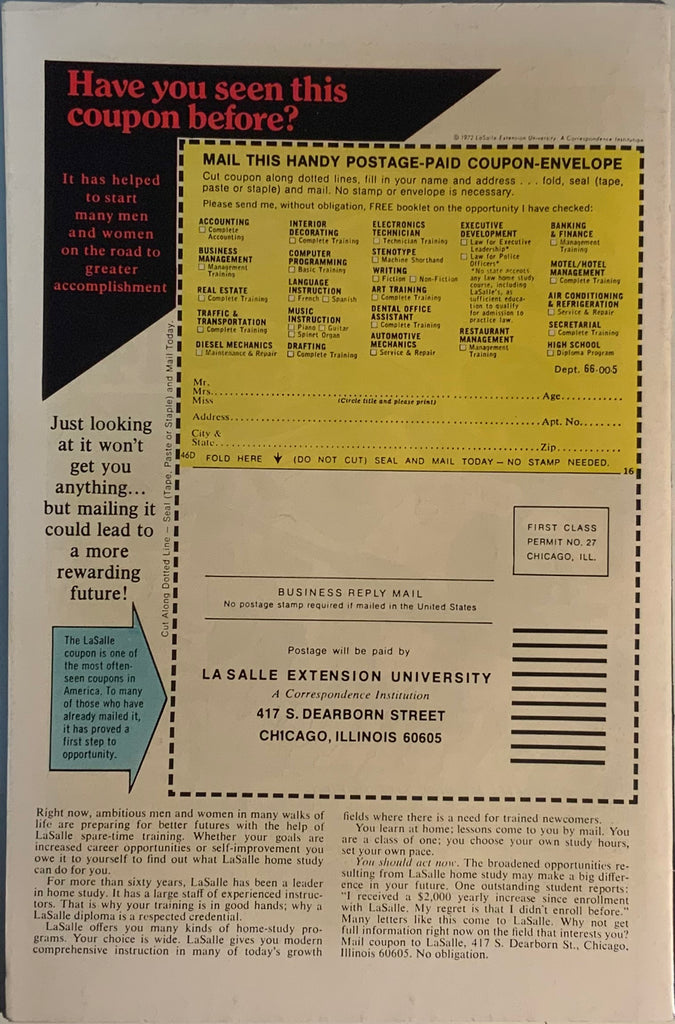 Have you seen this
coupon before?
It has helped
to start
many men
and women
on the road to
greater
accomplishment
© 1972 LaSalle Extension University, A Correspondence Institution
MAIL THIS HANDY POSTAGE-PAID COUPON-ENVELOPE
Cut coupon along dotted lines, fill in your name and address . . . fold, seal (tape,
paste or staple) and mail. No stamp or envelope is necessary.
Please send me, without obligation, FREE booklet on the opportunity I have checked:
ACCOUNTING
☐ Complete
Accounting
BUSINESS
MANAGEMENT
☐ Management
Training
REAL ESTATE
☐ Complete Training
TRAFFIC &
TRANSPORTATION
☐ Complete Training
DIESEL MECHANICS
☐ Maintenance & Repair
INTERIOR
DECORATING
☐ Complete Training
COMPUTER
PROGRAMMING
☐ Basic Training
LANGUAGE
INSTRUCTION
☐ French ☐ Spanish
MUSIC
INSTRUCTION
☐ Piano ☐ Guitar
☐ Spinet Organ
DRAFTING
☐ Complete Training
ELECTRONICS
TECHNICIAN
☐ Technician Training
STENOTYPE
☐ Machine Shorthand
WRITING
☐ Fiction ☐ Non-Fiction
ART TRAINING
☐ Complete Training
DENTAL OFFICE
ASSISTANT
☐ Complete Training
AUTOMOTIVE
MECHANICS
☐ Service & Repair
EXECUTIVE
DEVELOPMENT
☐ Law for Executive
Leadership*
☐ Law for Police
Officers*
*No state accepts
any law home study
course, including
LaSalle's, as
sufficient educa-
tion to qualify
for admission to
practice law.
RESTAURANT
MANAGEMENT
☐ Management
Training
BANKING
& FINANCE
☐ Management
Training
MOTEL/HOTEL
MANAGEMENT
☐ Complete Training
AIR CONDITIONING
& REFRIGERATION
☐ Service & Repair
SECRETARIAL
☐ Complete Training
HIGH SCHOOL
☐ Diploma Program
Dept. 66-005
Mr.
Mrs. Age
Miss (Circle title and please print)
Address Apt. No.
City &
State Zip
46D FOLD HERE ↓ (DO NOT CUT) SEAL AND MAIL TODAY – NO STAMP NEEDED. 16
Cut Along Dotted Line – Seal (Tape, Paste or Staple) and Mail Today.
Just looking
at it won't
get you
anything...
but mailing it
could lead to
a more
rewarding
future!
The LaSalle
coupon is one of
the most often-
seen coupons in
America. To many
of those who have
already mailed it,
it has proved a
first step to
opportunity.
FIRST CLASS
PERMIT NO. 27
CHICAGO, ILL.
BUSINESS REPLY MAIL
No postage stamp required if mailed in the United States
Postage will be paid by
LA SALLE EXTENSION UNIVERSITY
A Correspondence Institution
417 S. DEARBORN STREET
CHICAGO, ILLINOIS 60605
Right now, ambitious men and women in many walks of
life are preparing for better futures with the help of
LaSalle spare-time training. Whether your goals are
increased career opportunities or self-improvement you
owe it to yourself to find out what LaSalle home study
can do for you.
For more than sixty years, LaSalle has been a leader
in home study. It has a large staff of experienced instruc-
tors. That is why your training is in good hands; why a
LaSalle diploma is a respected credential.
LaSalle offers you many kinds of home-study pro-
grams. Your choice is wide. LaSalle gives you modern
comprehensive instruction in many of today's growth
fields where there is a need for trained newcomers.
You learn at home; lessons come to you by mail. You
are a class of one; you choose your own study hours,
set your own pace.
You should act now. The broadened opportunities re-
sulting from LaSalle home study may make a big differ-
ence in your future. One outstanding student reports:
"I received a $2,000 yearly increase since enrollment
with LaSalle. My regret is that I didn't enroll before."
Many letters like this come to LaSalle. Why not get
full information right now on the field that interests you?
Mail coupon to LaSalle, 417 S. Dearborn St., Chicago,
Illinois 60605. No obligation.